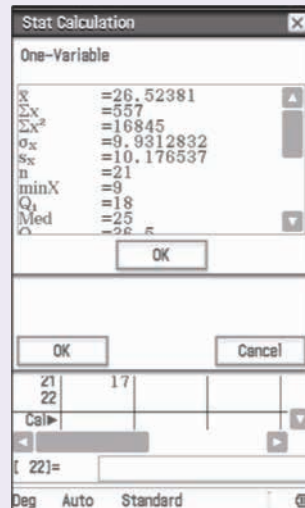 Stat Calculation
One-Variable
x̄ =26.52381
Σx =557
Σx² =16845
σx =9.9312832
sx =10.176537
n =21
minX =9
Q₁ =18
Med =25
OK
OK Cancel
21 17
22
Cal▶
[ 22]=
Deg Auto Standard